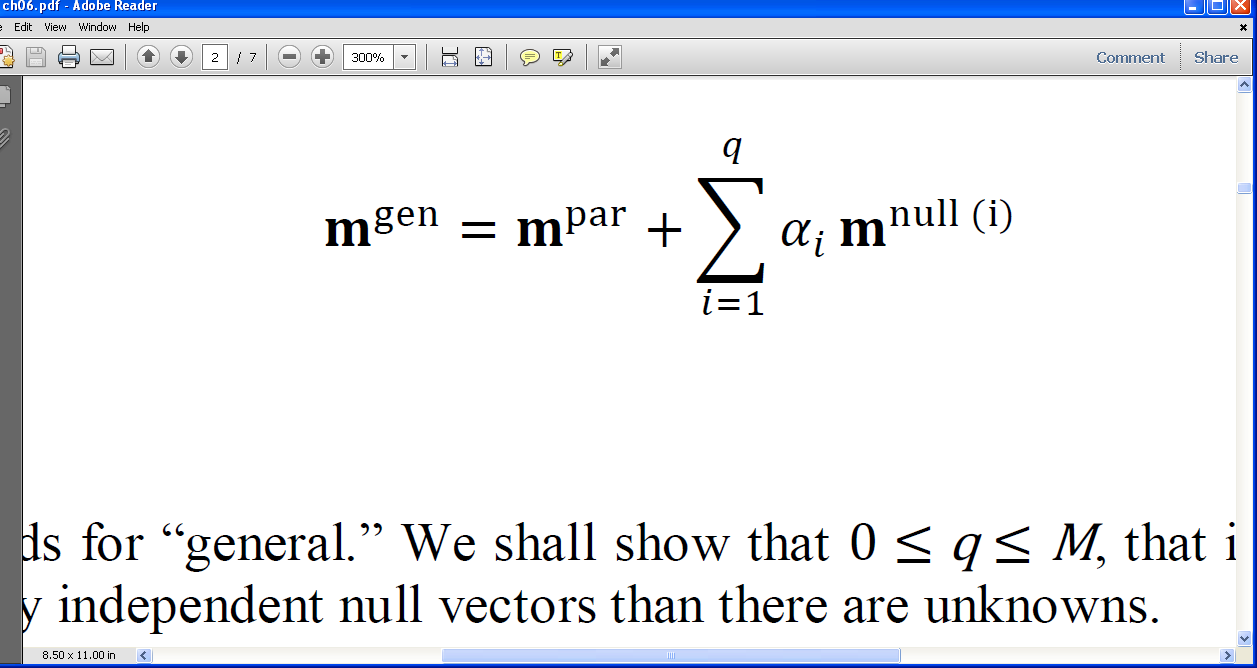 ch06.pdf - Adobe Reader
Edit View Window Help
2 / 7 300% Comment Share
m^gen = m^par + ∑_{i=1}^{q} α_i m^null (i)
ds for “general.” We shall show that 0 ≤ q ≤ M, that i
y independent null vectors than there are unknowns.
8.50 x 11.00 in